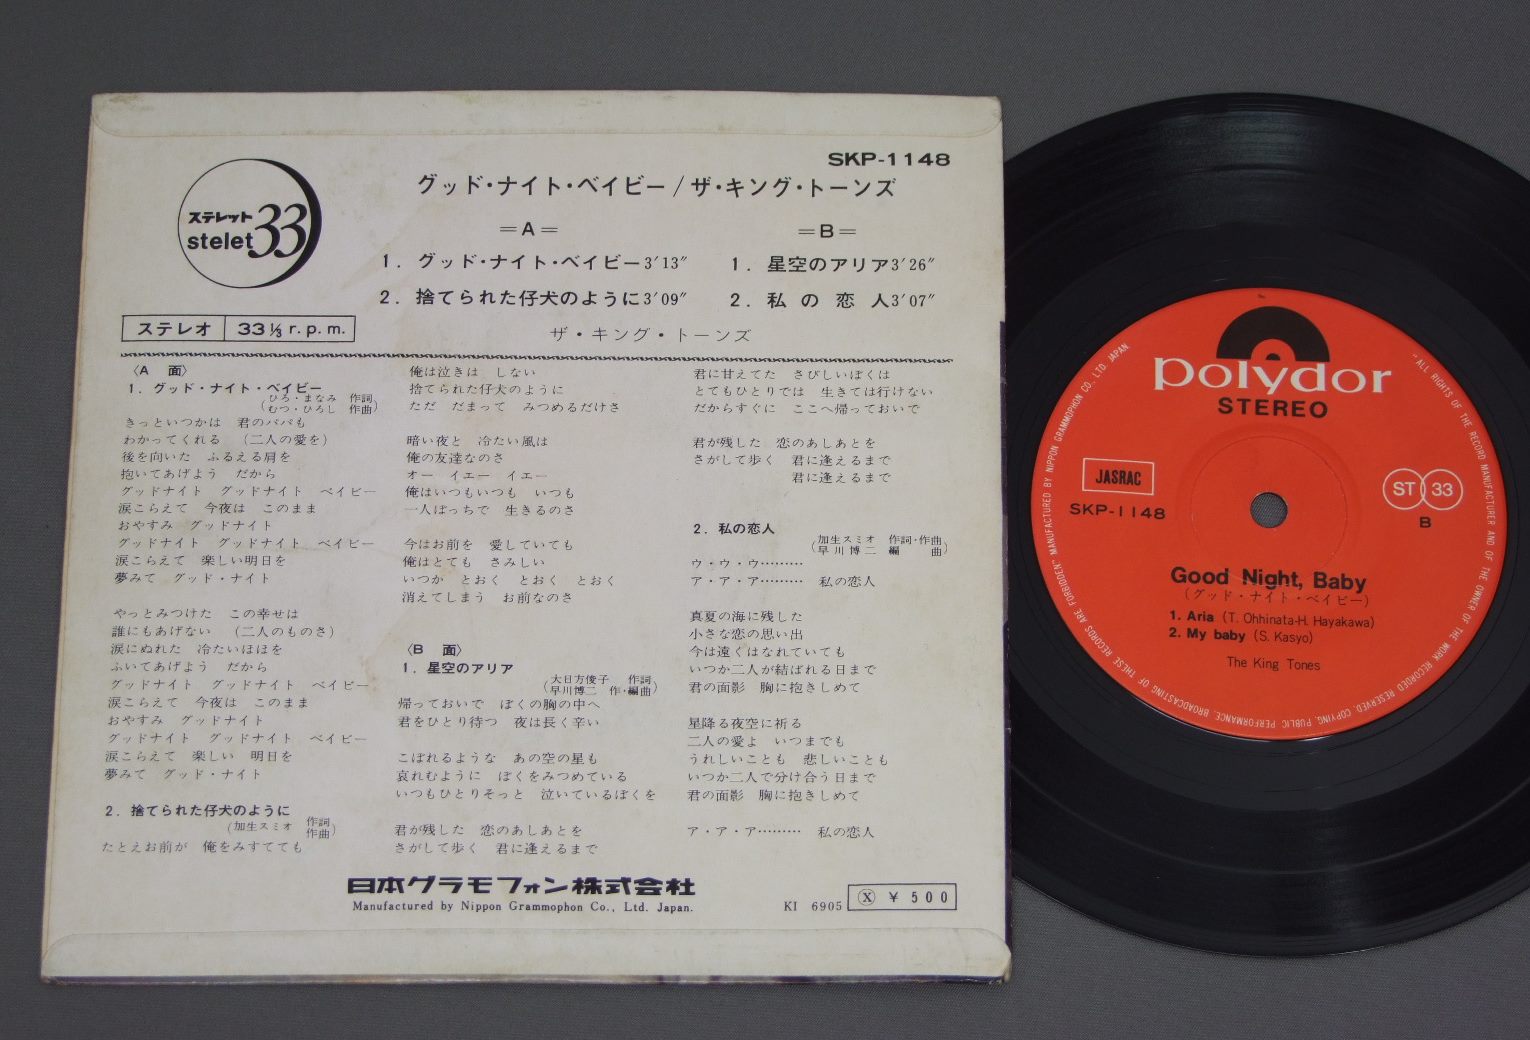 SKP-1148
グッド・ナイト・ベイビー/ザ・キング・トーンズ
ステレット
stelet 33
=A=
1. グッド・ナイト・ベイビー3′13″
2. 捨てられた仔犬のように3′09″
=B=
1. 星空のアリア3′26″
2. 私の恋人3′07″
ステレオ 33⅓ r.p.m.
ザ・キング・トーンズ
〈A 面〉
1. グッド・ナイト・ベイビー
(ひろ・まなみ 作詞
むつ・ひろし 作曲)
きっといつかは 君のパパも
わかってくれる (二人の愛を)
後を向いた ふるえる肩を
抱いてあげよう だから
グッドナイト グッドナイト ベイビー
涙こらえて 今夜は このまま
おやすみ グッドナイト
グッドナイト グッドナイト ベイビー
涙こらえて 楽しい明日を
夢みて グッド・ナイト
やっとみつけた この幸せは
誰にもあげない (二人のものさ)
涙にぬれた 冷たいほほを
ふいてあげよう だから
グッドナイト グッドナイト ベイビー
涙こらえて 今夜は このまま
おやすみ グッドナイト
グッドナイト グッドナイト ベイビー
涙こらえて 楽しい 明日を
夢みて グッド・ナイト
2. 捨てられた仔犬のように
(加生スミオ 作詞
作曲)
たとえお前が 俺をみすてても
俺は泣きは しない
捨てられた仔犬のように
ただ だまって みつめるだけさ
暗い夜と 冷たい風は
俺の友達なのさ
オー イエー イエー
俺はいつもいつも いつも
一人ぼっちで 生きるのさ
今はお前を 愛していても
俺はとても さみしい
いつか とおく とおく とおく
消えてしまう お前なのさ
〈B 面〉
1. 星空のアリア
(大日方俊子 作詞
早川博二 作・編曲)
帰っておいで ぼくの胸の中へ
君をひとり待つ 夜は長く辛い
こぼれるような あの空の星も
哀れむように ぼくをみつめている
いつもひとりそっと 泣いているぼくを
君が残した 恋のあしあとを
さがして歩く 君に逢えるまで
君に甘えてた さびしいぼくは
とてもひとりでは 生きては行けない
だからすぐに ここへ帰っておいで
君が残した 恋のあしあとを
さがして歩く 君に逢えるまで
君に逢えるまで
2. 私の恋人
(加生スミオ 作詞・作曲
早川博二 編曲)
ウ・ウ・ウ………
ア・ア・ア……… 私の恋人
真夏の海に残した
小さな恋の思い出
今は遠くはなれていても
いつか二人が結ばれる日まで
君の面影 胸に抱きしめて
星降る夜空に祈る
二人の愛よ いつまでも
うれしいことも 悲しいことも
いつか二人で分け合う日まで
君の面影 胸に抱きしめて
ア・ア・ア……… 私の恋人
日本グラモフォン株式会社
Manufactured by Nippon Grammophon Co., Ltd. Japan.
KI 6905
Ⓧ ¥500
polydor
STEREO
JASRAC
SKP-1148
ST 33
B
Good Night, Baby
(グッド・ナイト・ベイビー)
1. Aria (T. Ohhinata-H. Hayakawa)
2. My baby (S. Kasyo)
The King Tones
"ALL RIGHTS OF THE RECORD MANUFACTURER AND OF THE OWNER OF THE WORK RECORDED RESERVED. COPYING, PUBLIC PERFORMANCE, BROADCASTING OF THESE RECORDS ARE FORBIDDEN." MANUFACTURED BY NIPPON GRAMMOPHON CO., LTD. JAPAN.